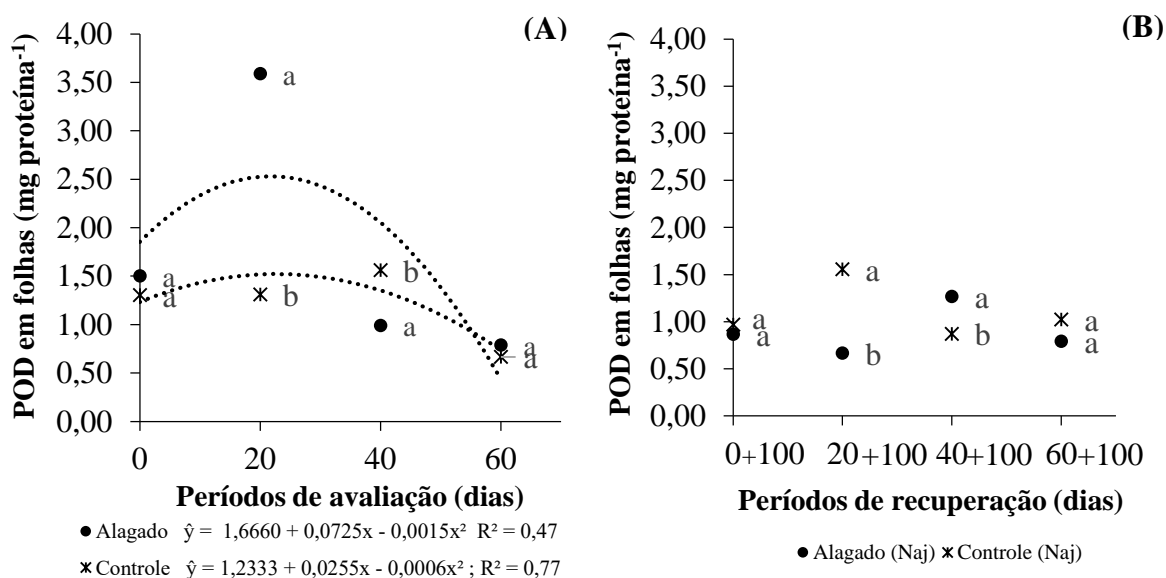 (A)
POD em folhas (mg proteína⁻¹)
4,00
3,50
3,00
2,50
2,00
1,50
1,00
0,50
0,00
a
a
a
b
b
a
a
a
0 20 40 60
Períodos de avaliação (dias)
● Alagado ŷ = 1,6660 + 0,0725x - 0,0015x² R² = 0,47
ж Controle ŷ = 1,2333 + 0,0255x - 0,0006x² ; R² = 0,77
(B)
POD em folhas (mg proteína⁻¹)
4,00
3,50
3,00
2,50
2,00
1,50
1,00
0,50
0,00
a
a
a
b
a
b
a
a
0+100 20+100 40+100 60+100
Períodos de recuperação (dias)
● Alagado (Naj) ж Controle (Naj)